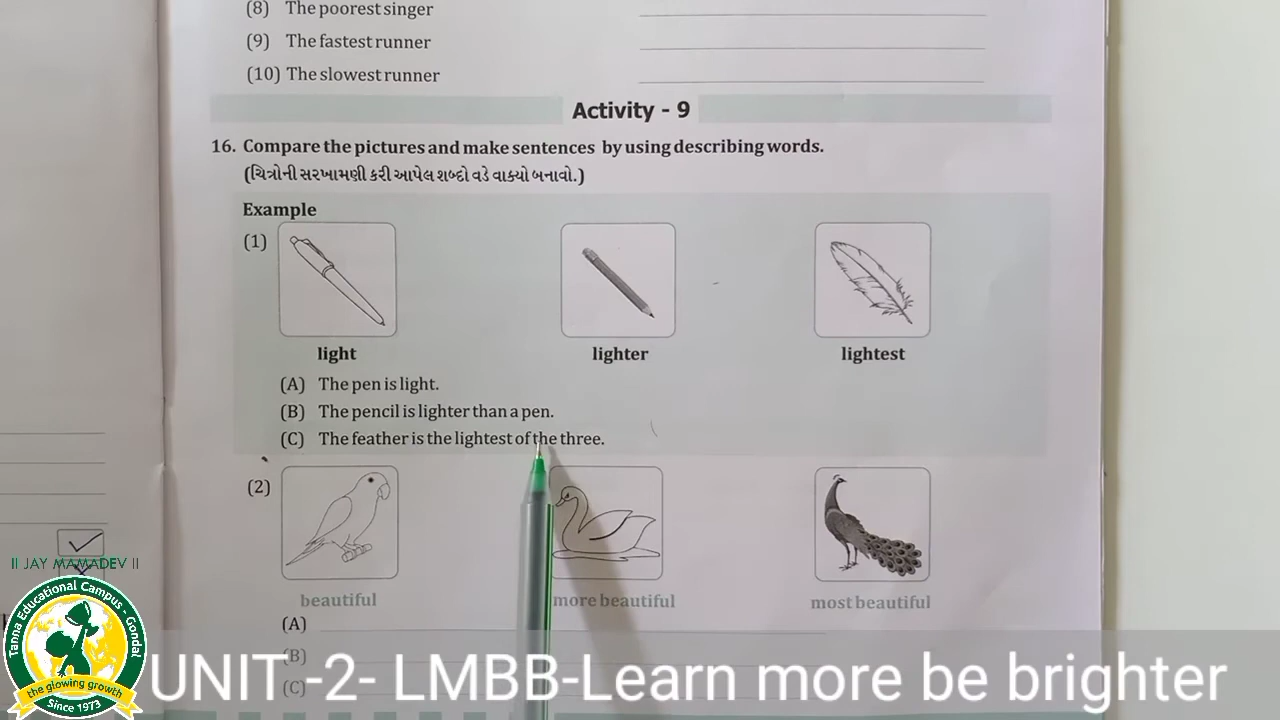 (8) The poorest singer
(9) The fastest runner
(10) The slowest runner
Activity - 9
16. Compare the pictures and make sentences by using describing words.
(ચિત્રોની સરખામણી કરી આપેલ શબ્દો વડે વાક્યો બનાવો.)
Example
(1)
light lighter lightest
(A) The pen is light.
(B) The pencil is lighter than a pen.
(C) The feather is the lightest of the three.
(2)
beautiful more beautiful most beautiful
(A)
(B)
(C)
॥ JAY MAMADEV ॥
Tanna Educational Campus - Gondal
the glowing growth
Since 1973
UNIT -2- LMBB-Learn more be brighter